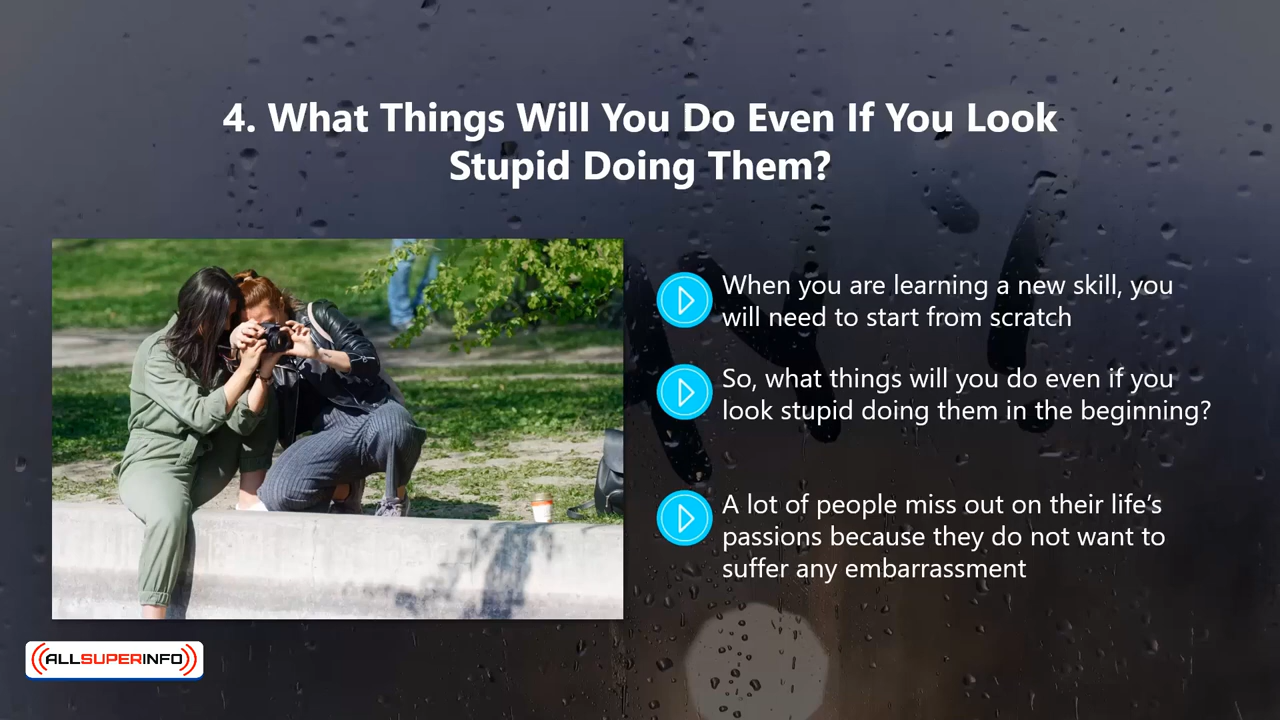 4. What Things Will You Do Even If You Look
Stupid Doing Them?
When you are learning a new skill, you
will need to start from scratch
So, what things will you do even if you
look stupid doing them in the beginning?
A lot of people miss out on their life’s
passions because they do not want to
suffer any embarrassment
ALLSUPERINFO